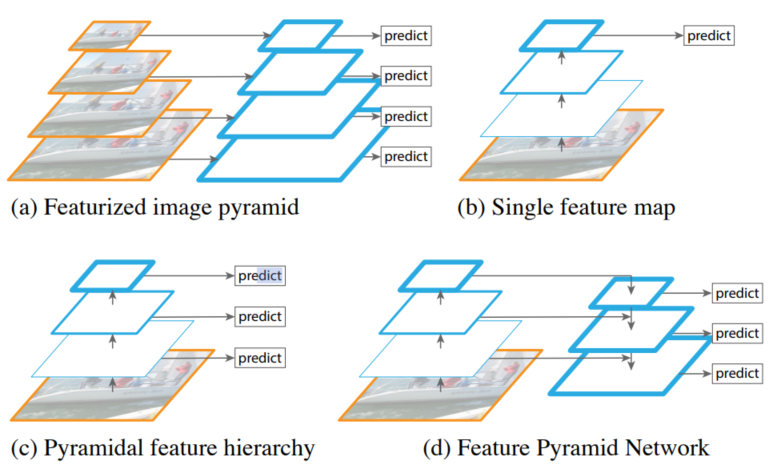 predict
predict
predict
predict
(a) Featurized image pyramid
predict
(b) Single feature map
predict
predict
predict
(c) Pyramidal feature hierarchy
predict
predict
predict
(d) Feature Pyramid Network